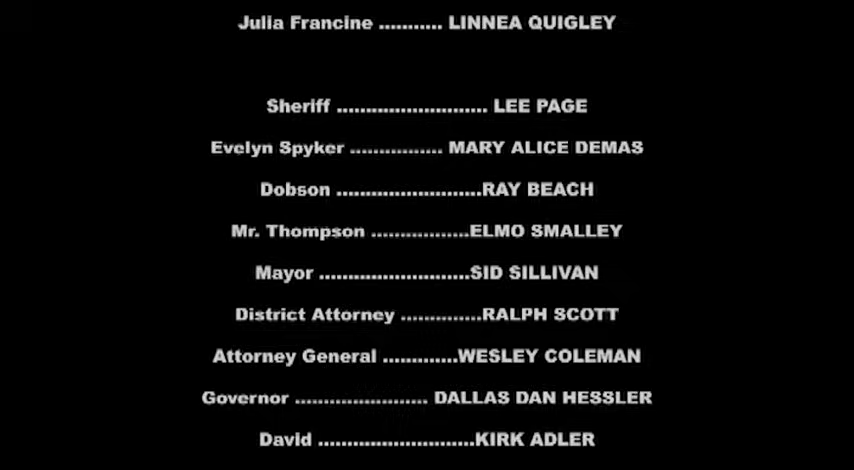 Julia Francine ........... LINNEA QUIGLEY
Sheriff .......................... LEE PAGE
Evelyn Spyker ................ MARY ALICE DEMAS
Dobson .........................RAY BEACH
Mr. Thompson .................ELMO SMALLEY
Mayor ..........................SID SILLIVAN
District Attorney ..............RALPH SCOTT
Attorney General .............WESLEY COLEMAN
Governor ....................... DALLAS DAN HESSLER
David ...........................KIRK ADLER